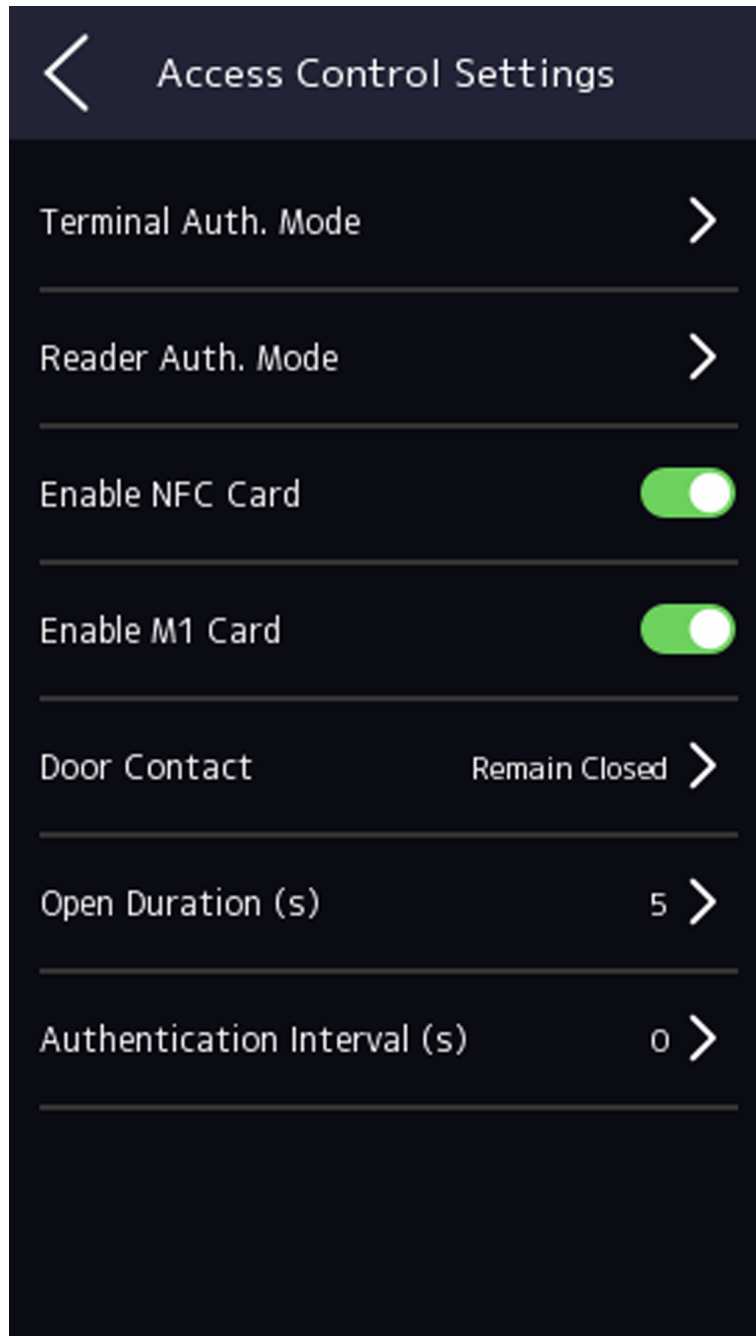 Access Control Settings
Terminal Auth. Mode
Reader Auth. Mode
Enable NFC Card
Enable M1 Card
Door Contact Remain Closed
Open Duration (s) 5
Authentication Interval (s) 0